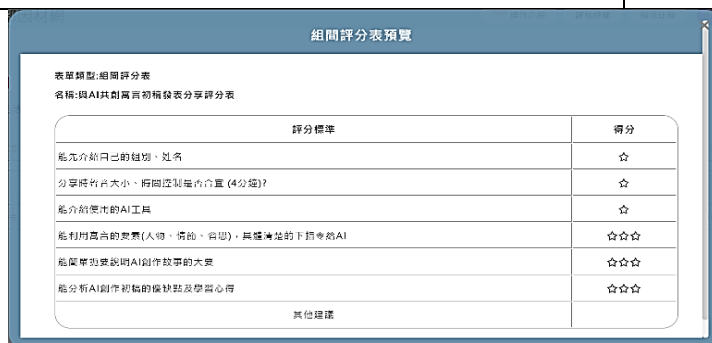 因材網
組間評分表預覽
表單類型:組間評分表
名稱:與AI共創寓言初稿發表分享評分表
評分標準 得分
能先介紹自己的組別、姓名 ☆
分享時聲音大小、時間控制是否合宜 (4分鐘)? ☆
能介紹使用的AI工具 ☆
能利用寓言的要素(人物、情節、寓意),具體清楚的下指令給AI ☆☆☆
能簡單扼要說明AI創作故事的大要 ☆☆☆
能分析AI創作初稿的優缺點及學習心得 ☆☆☆
其他建議